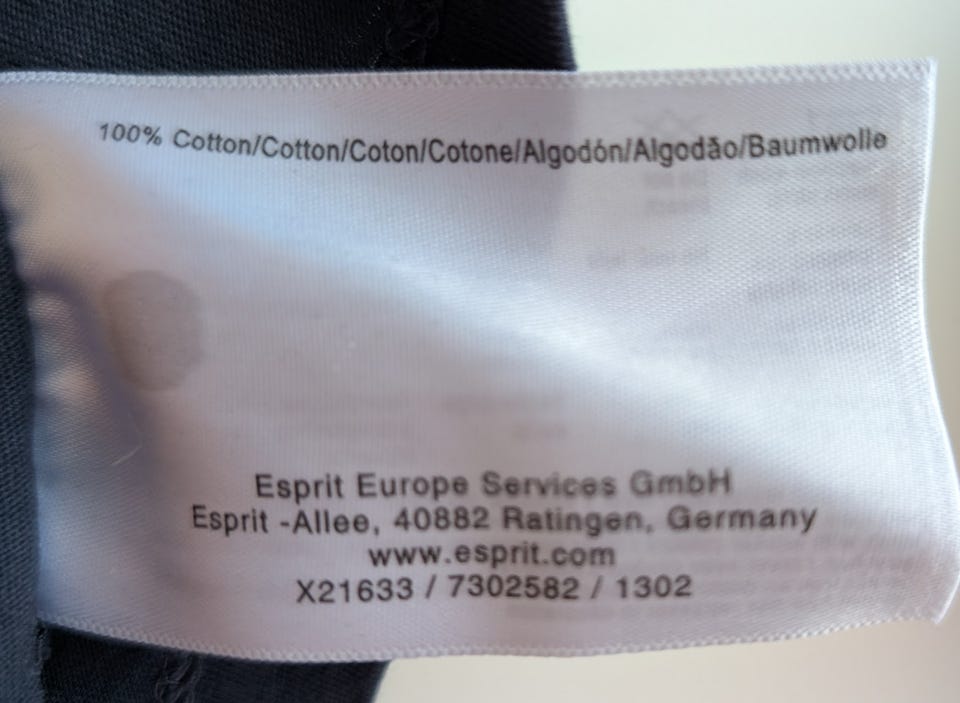 100% Cotton/Cotton/Coton/Cotone/Algodón/Algodão/Baumwolle
Esprit Europe Services GmbH
Esprit -Allee, 40882 Ratingen, Germany
www.esprit.com
X21633 / 7302582 / 1302